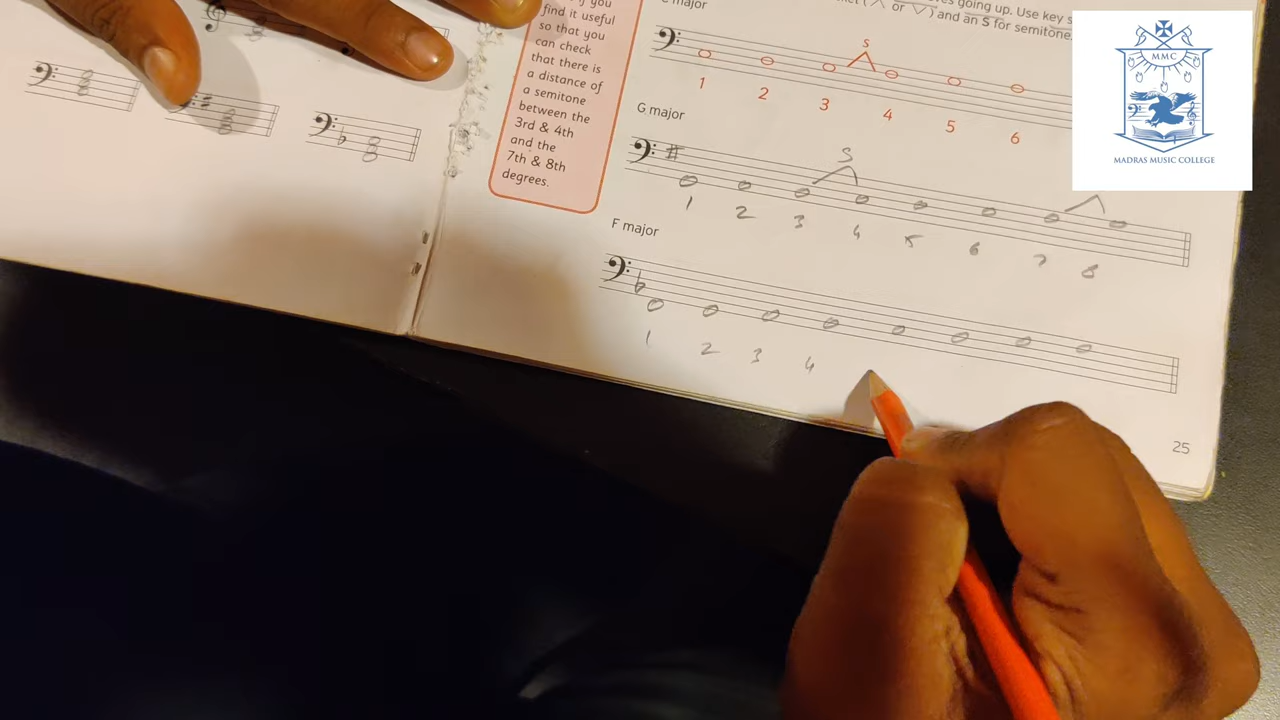 find it useful
so that you
can check
that there is
a distance of
a semitone
between the
3rd & 4th
and the
7th & 8th
degrees.
going up. Use key
or and an S for semitone.
major
S
1 2 3 4 5 6
G major
S
1 2 3 4 5 6 7 8
F major
1 2 3 4
25
MMC
MADRAS MUSIC COLLEGE